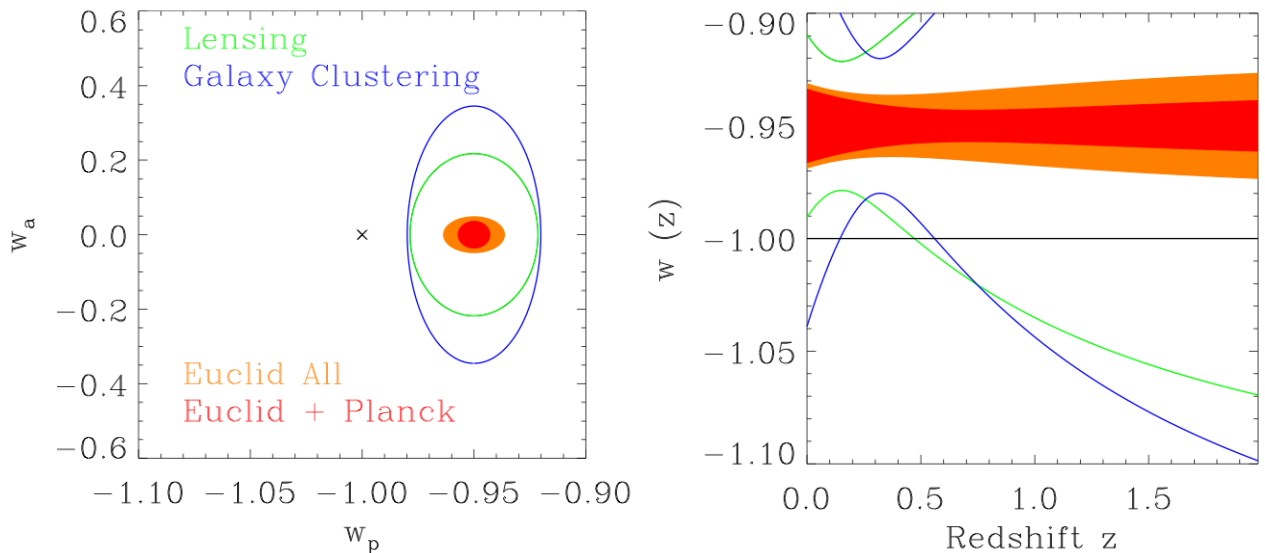 0.6
0.4
0.2
0.0
−0.2
−0.4
−0.6
w_a
Lensing
Galaxy Clustering
Euclid All
Euclid + Planck
−1.10 −1.05 −1.00 −0.95 −0.90
w_p
−0.90
−0.95
−1.00
−1.05
−1.10
w (z)
0.0 0.5 1.0 1.5
Redshift z